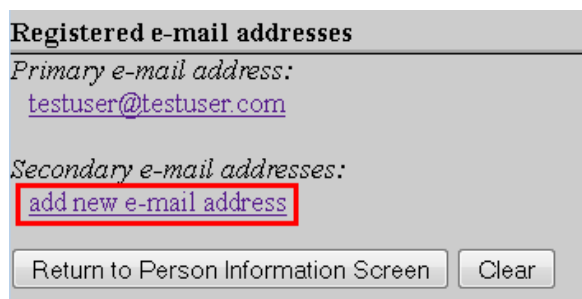 Registered e-mail addresses
Primary e-mail address:
testuser@testuser.com
Secondary e-mail addresses:
add new e-mail address
Return to Person Information Screen Clear